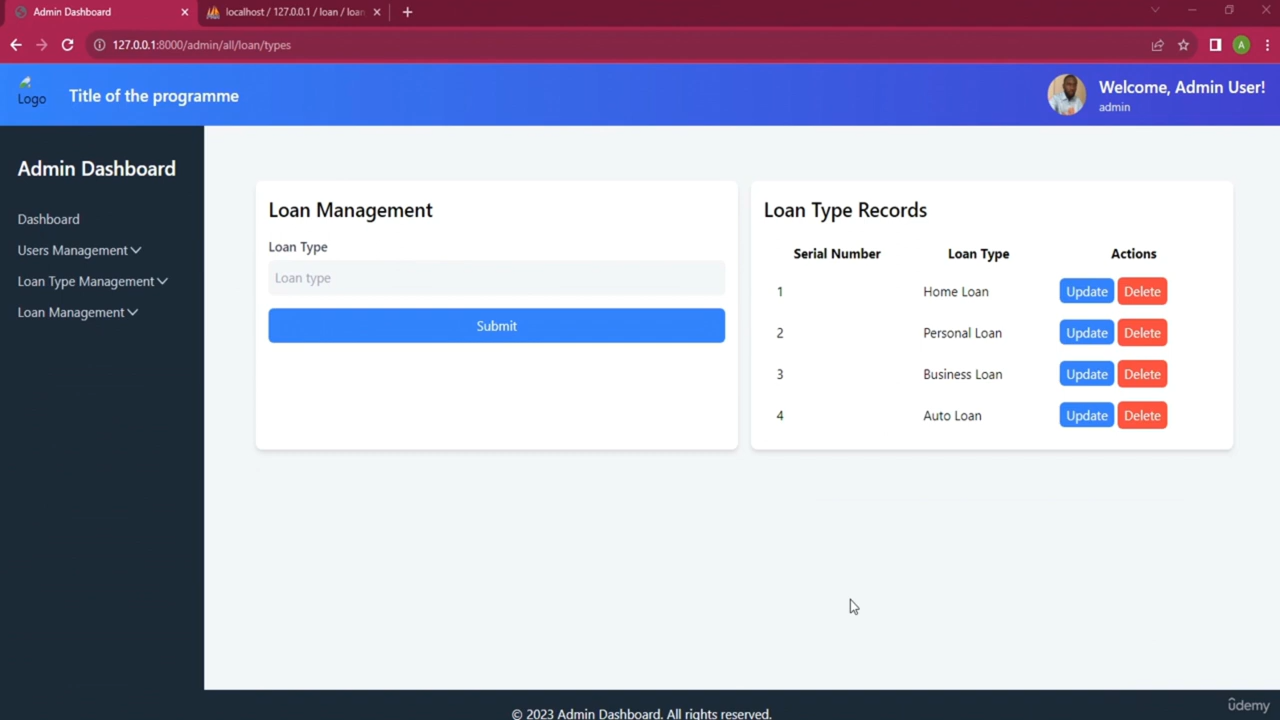 Admin Dashboard
localhost / 127.0.0.1 / loan / loan
127.0.0.1:8000/admin/all/loan/types
A
Logo
Title of the programme
Welcome, Admin User!
admin
Admin Dashboard
Dashboard
Users Management
Loan Type Management
Loan Management
Loan Management
Loan Type
Loan type
Submit
Loan Type Records
Serial Number Loan Type Actions
1 Home Loan Update Delete
2 Personal Loan Update Delete
3 Business Loan Update Delete
4 Auto Loan Update Delete
© 2023 Admin Dashboard. All rights reserved.
ûdemy